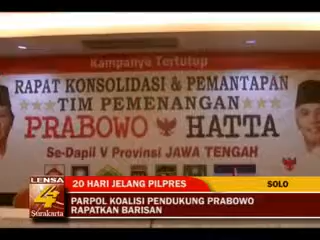 Kampanye Tertutup
RAPAT KONSOLIDASI & PEMANTAPAN
TIM PEMENANGAN
PRABOWO HATTA
Se-Dapil V Provinsi JAWA TENGAH
LENSA
4
Surakarta
20 HARI JELANG PILPRES
SOLO
PARPOL KOALISI PENDUKUNG PRABOWO
RAPATKAN BARISAN